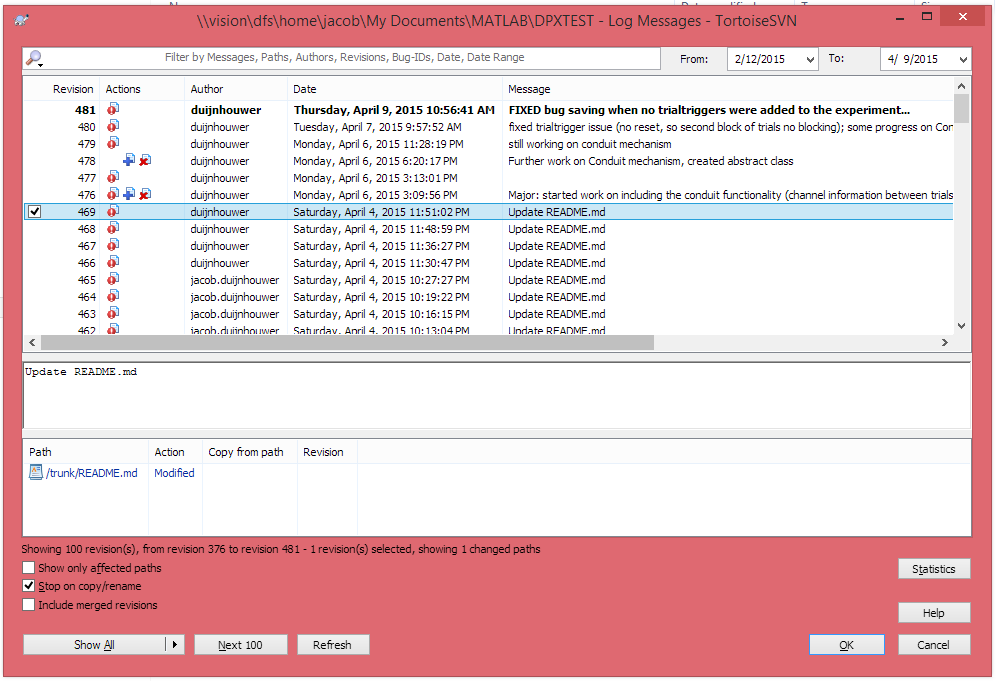 \\vision\dfs\home\jacob\My Documents\MATLAB\DPXTEST - Log Messages - TortoiseSVN
Filter by Messages, Paths, Authors, Revisions, Bug-IDs, Date, Date Range From: 2/12/2015 To: 4/ 9/2015
Revision Actions Author Date Message
481 duijnhouwer Thursday, April 9, 2015 10:56:41 AM FIXED bug saving when no trialtriggers were added to the experiment...
480 duijnhouwer Tuesday, April 7, 2015 9:57:52 AM fixed trialtrigger issue (no reset, so second block of trials no blocking); some progress on Con
479 duijnhouwer Monday, April 6, 2015 11:28:19 PM still working on conduit mechanism
478 duijnhouwer Monday, April 6, 2015 6:20:17 PM Further work on Conduit mechanism, created abstract class
477 duijnhouwer Monday, April 6, 2015 3:13:01 PM
476 duijnhouwer Monday, April 6, 2015 3:09:56 PM Major: started work on including the conduit functionality (channel information between trials
469 duijnhouwer Saturday, April 4, 2015 11:51:02 PM Update README.md
468 duijnhouwer Saturday, April 4, 2015 11:48:59 PM Update README.md
467 duijnhouwer Saturday, April 4, 2015 11:36:27 PM Update README.md
466 duijnhouwer Saturday, April 4, 2015 11:30:47 PM Update README.md
465 jacob.duijnhouwer Saturday, April 4, 2015 10:27:27 PM Update README.md
464 jacob.duijnhouwer Saturday, April 4, 2015 10:19:22 PM Update README.md
463 jacob.duijnhouwer Saturday, April 4, 2015 10:16:15 PM Update README.md
462 jacob.duijnhouwer Saturday, April 4, 2015 10:13:04 PM Update README.md
Update README.md
Path Action Copy from path Revision
/trunk/README.md Modified
Showing 100 revision(s), from revision 376 to revision 481 - 1 revision(s) selected, showing 1 changed paths
Show only affected paths
Statistics
Stop on copy/rename
Include merged revisions
Help
Show All Next 100 Refresh OK Cancel